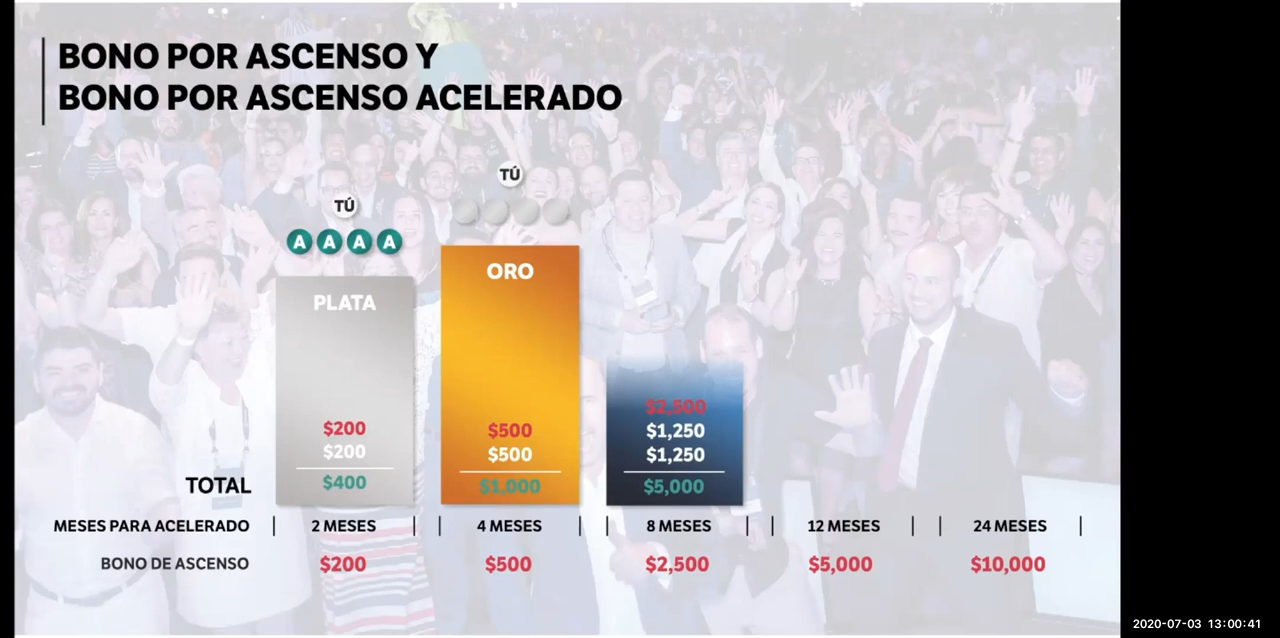 BONO POR ASCENSO Y
BONO POR ASCENSO ACELERADO
TÚ
A A A A
PLATA
$200
$200
$400
TÚ
ORO
$500
$500
$1,000
$2,500
$1,250
$1,250
$5,000
TOTAL
MESES PARA ACELERADO | 2 MESES | | 4 MESES | | 8 MESES | | 12 MESES | | 24 MESES |
BONO DE ASCENSO $200 $500 $2,500 $5,000 $10,000
2020-07-03 13:00:41